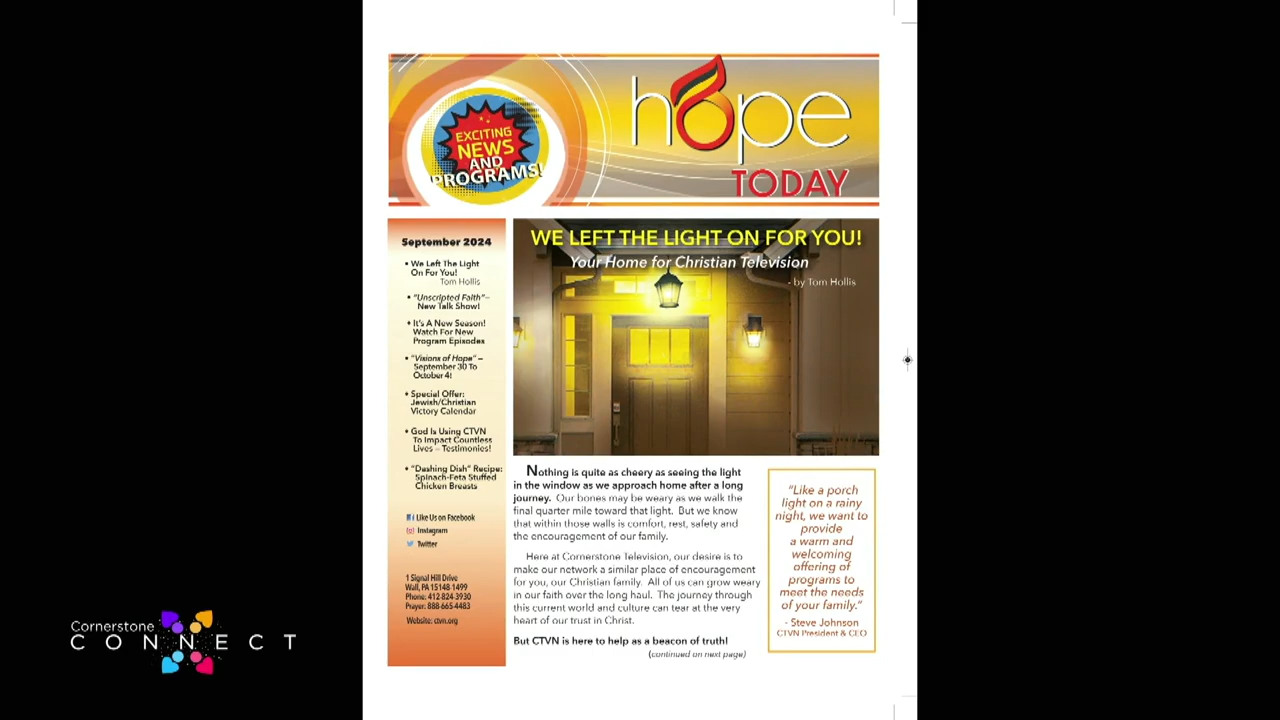 hope
TODAY
EXCITING
NEWS
AND
PROGRAMS!
September 2024
• We Left The Light
On For You!
Tom Hollis
• "Unscripted Faith"–
New Talk Show!
• It's A New Season!
Watch For New
Program Episodes
• "Visions of Hope" –
September 30 To
October 4!
• Special Offer:
Jewish/Christian
Victory Calendar
• God Is Using CTVN
To Impact Countless
Lives – Testimonies!
• "Dashing Dish" Recipe:
Spinach-Feta Stuffed
Chicken Breasts
Like Us on Facebook
Instagram
Twitter
1 Signal Hill Drive
Wall, PA 15148-1499
Phone: 412-824-3930
Prayer: 888-665-4483
Website: ctvn.org
WE LEFT THE LIGHT ON FOR YOU!
Your Home for Christian Television
- by Tom Hollis
Nothing is quite as cheery as seeing the light
in the window as we approach home after a long
journey. Our bones may be weary as we walk the
final quarter mile toward that light. But we know
that within those walls is comfort, rest, safety and
the encouragement of our family.
Here at Cornerstone Television, our desire is to
make our network a similar place of encouragement
for you, our Christian family. All of us can grow weary
in our faith over the long haul. The journey through
this current world and culture can tear at the very
heart of our trust in Christ.
But CTVN is here to help as a beacon of truth!
(continued on next page)
"Like a porch
light on a rainy
night, we want to
provide
a warm and
welcoming
offering of
programs to
meet the needs
of your family."
- Steve Johnson
CTVN President & CEO
Cornerstone
CONNECT